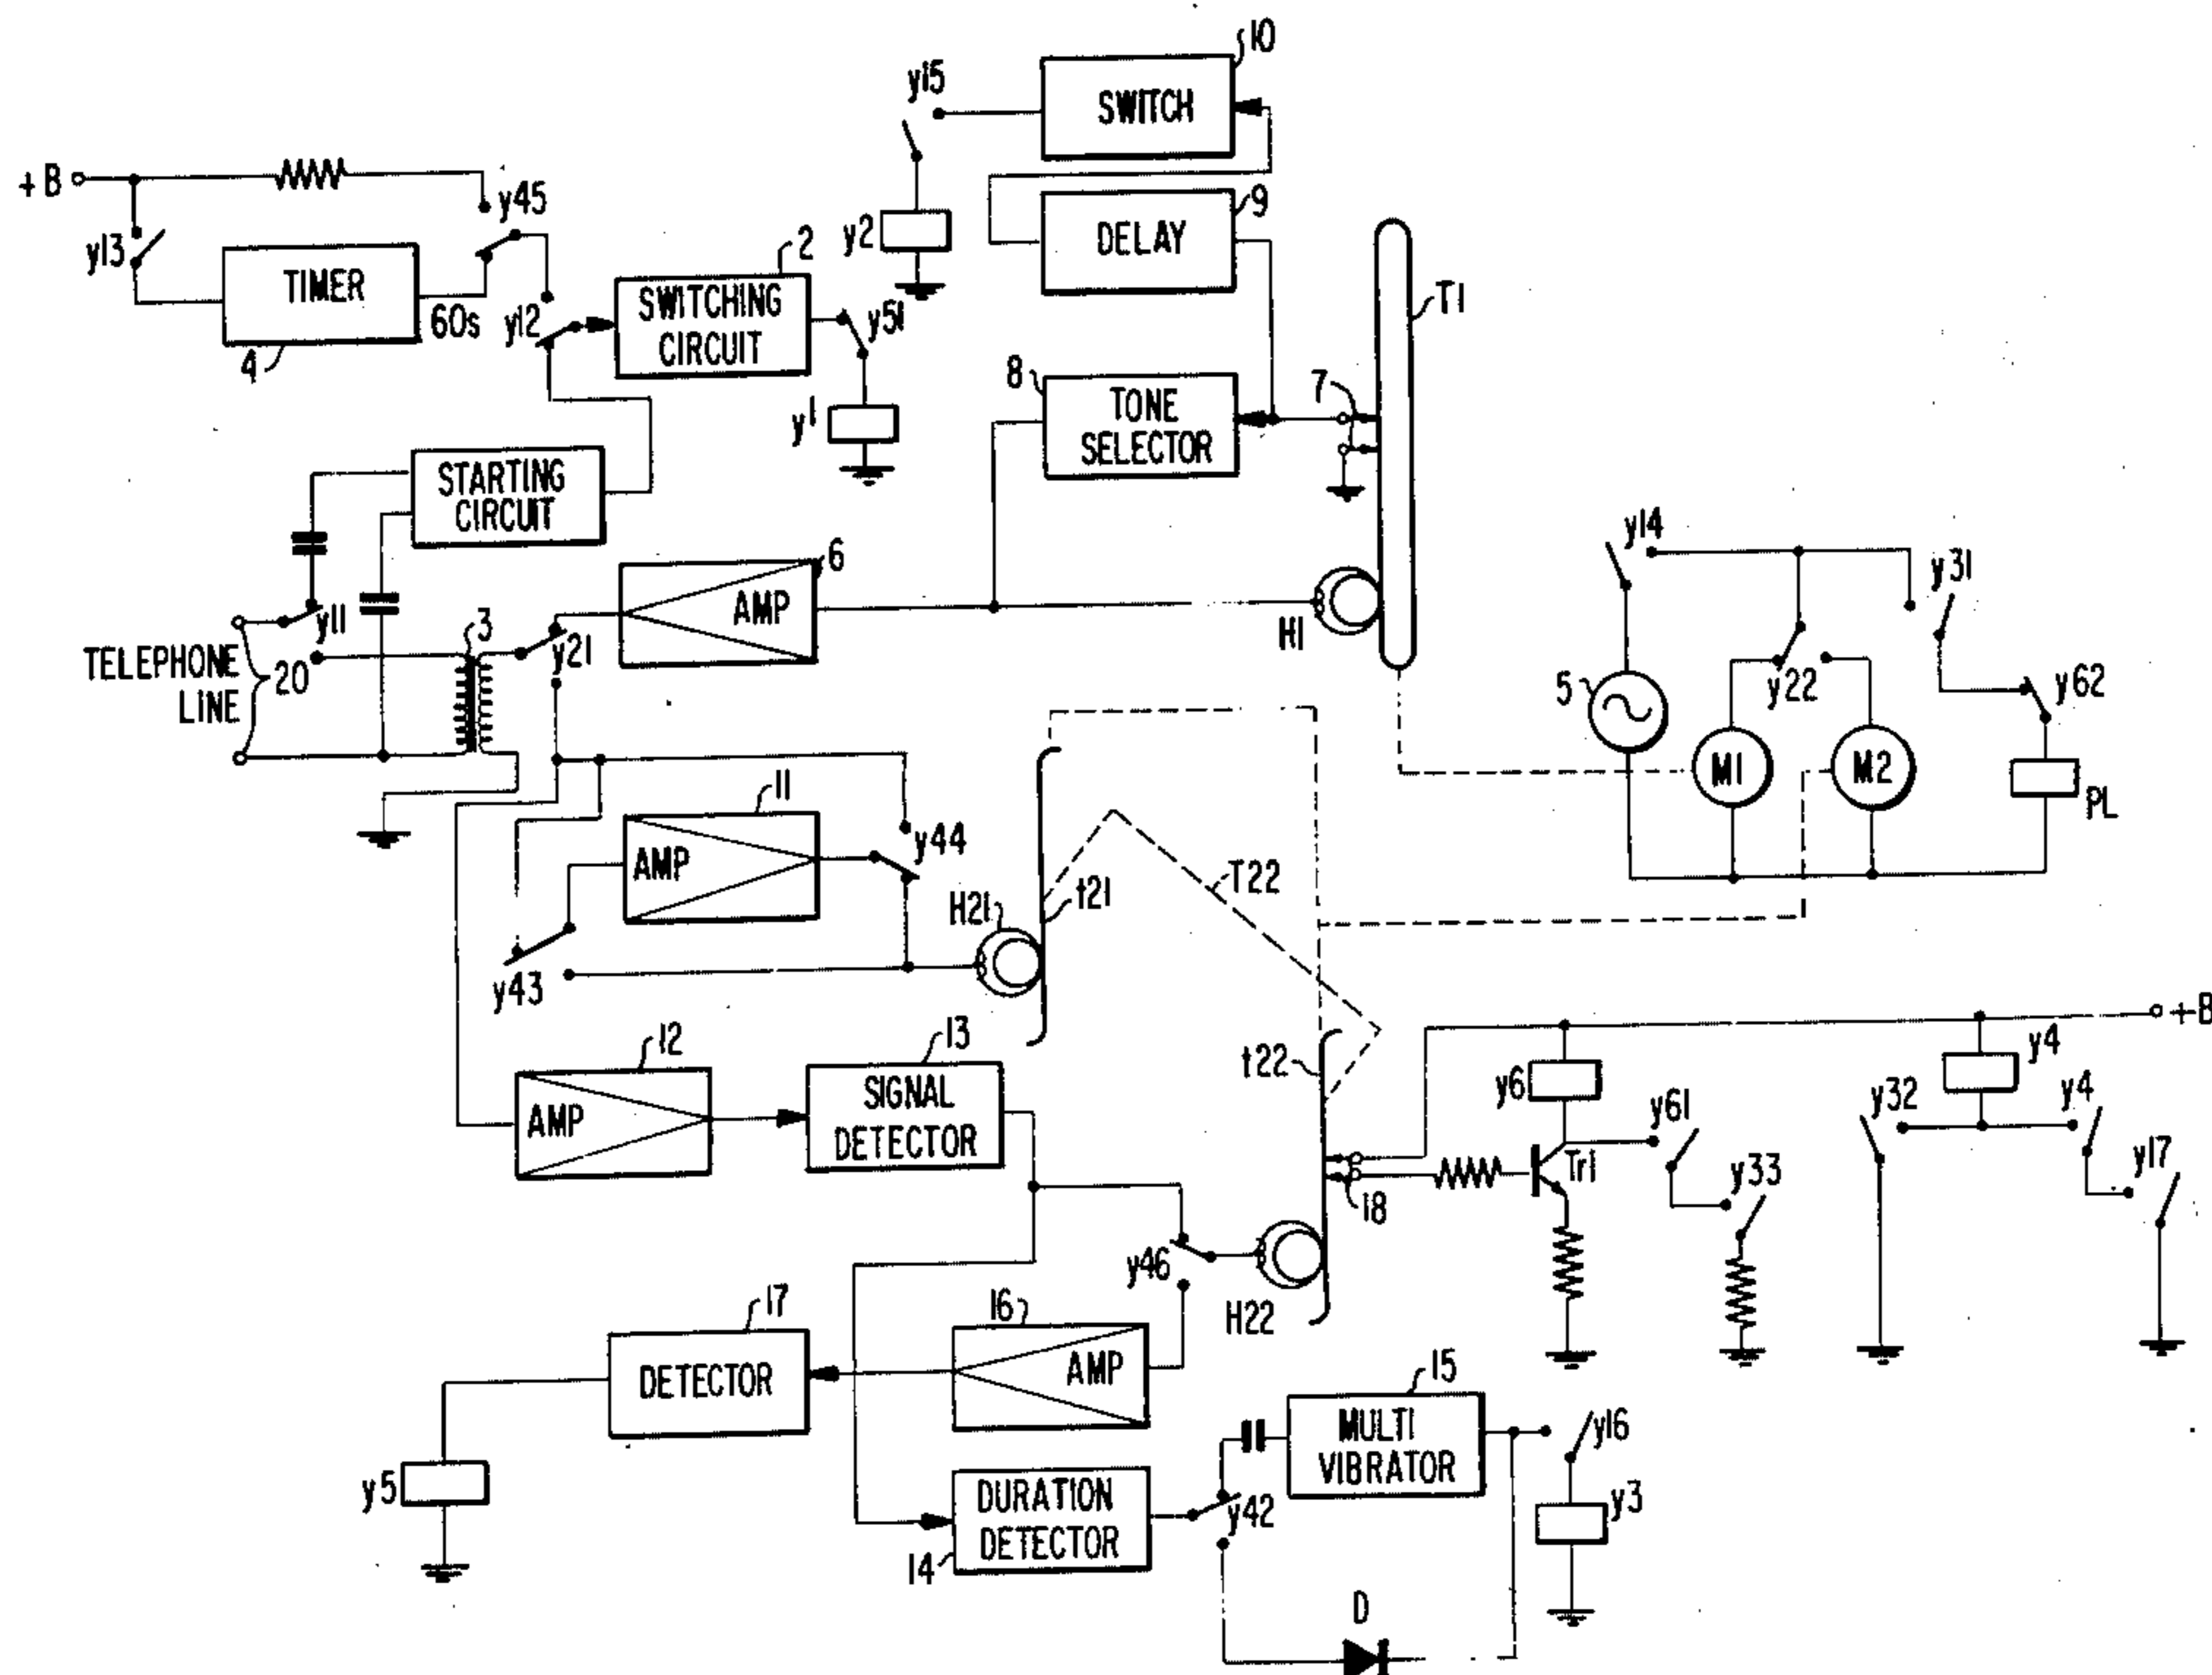 10
y15
SWITCH
+B
y45
y13
TIMER
60s
4
y12
2
SWITCHING
CIRCUIT
y51
y1
y2
9
DELAY
T1
8
TONE
SELECTOR
7
STARTING
CIRCUIT
6
AMP
H1
y11
3
y21
TELEPHONE
LINE
20
y14
y31
5
y22
y62
M1
M2
PL
11
AMP
y44
y43
H21
t21
T22
12
AMP
13
SIGNAL
DETECTOR
t22
+B
y6
y61
Tr1
y33
18
y4
y32
y4
y17
y46
H22
17
DETECTOR
16
AMP
y5
14
DURATION
DETECTOR
y42
15
MULTI
VIBRATOR
y16
y3
D